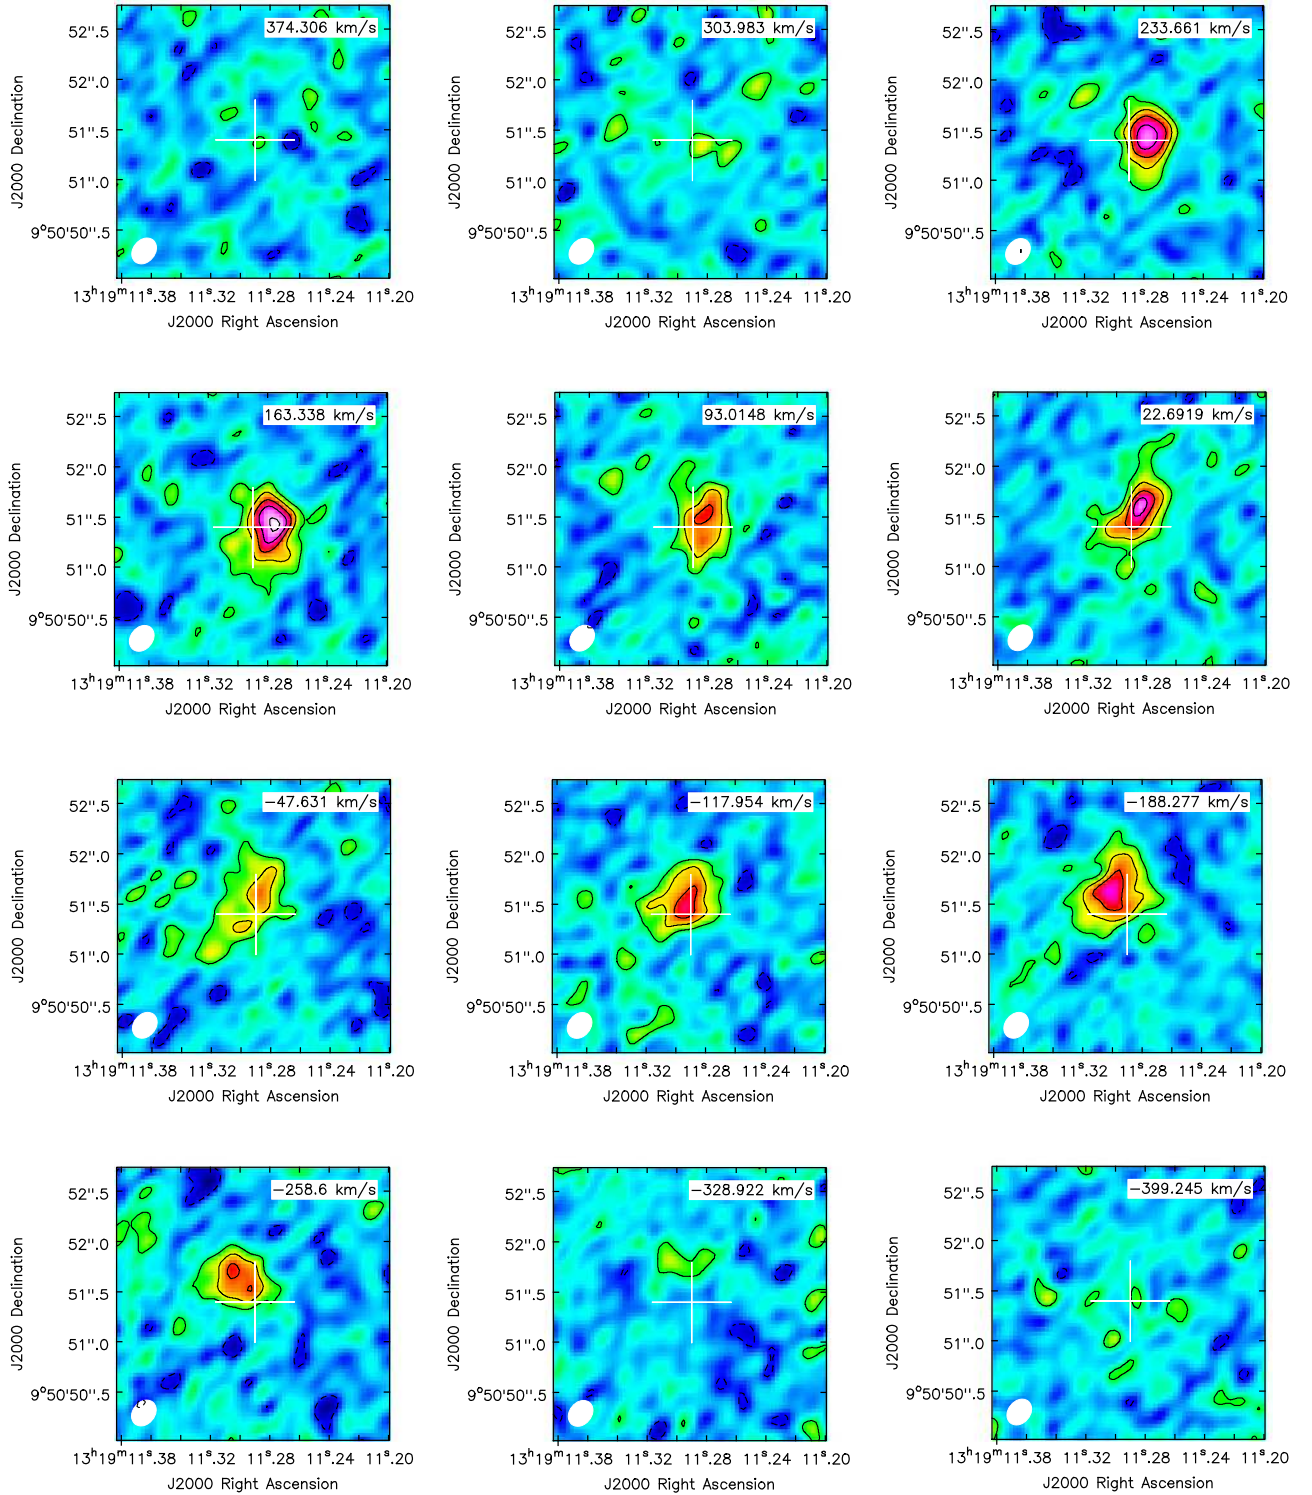 374.306 km/s
303.983 km/s
233.661 km/s
52".5
52".0
51".5
51".0
9°50'50".5
J2000 Declination
52".5
52".0
51".5
51".0
9°50'50".5
J2000 Declination
52".5
52".0
51".5
51".0
9°50'50".5
J2000 Declination
13ʰ19ᵐ11ˢ.38 11ˢ.32 11ˢ.28 11ˢ.24 11ˢ.20
J2000 Right Ascension
13ʰ19ᵐ11ˢ.38 11ˢ.32 11ˢ.28 11ˢ.24 11ˢ.20
J2000 Right Ascension
13ʰ19ᵐ11ˢ.38 11ˢ.32 11ˢ.28 11ˢ.24 11ˢ.20
J2000 Right Ascension
163.338 km/s
93.0148 km/s
22.6919 km/s
52".5
52".0
51".5
51".0
9°50'50".5
J2000 Declination
52".5
52".0
51".5
51".0
9°50'50".5
J2000 Declination
52".5
52".0
51".5
51".0
9°50'50".5
J2000 Declination
13ʰ19ᵐ11ˢ.38 11ˢ.32 11ˢ.28 11ˢ.24 11ˢ.20
J2000 Right Ascension
13ʰ19ᵐ11ˢ.38 11ˢ.32 11ˢ.28 11ˢ.24 11ˢ.20
J2000 Right Ascension
13ʰ19ᵐ11ˢ.38 11ˢ.32 11ˢ.28 11ˢ.24 11ˢ.20
J2000 Right Ascension
−47.631 km/s
−117.954 km/s
−188.277 km/s
52".5
52".0
51".5
51".0
9°50'50".5
J2000 Declination
52".5
52".0
51".5
51".0
9°50'50".5
J2000 Declination
52".5
52".0
51".5
51".0
9°50'50".5
J2000 Declination
13ʰ19ᵐ11ˢ.38 11ˢ.32 11ˢ.28 11ˢ.24 11ˢ.20
J2000 Right Ascension
13ʰ19ᵐ11ˢ.38 11ˢ.32 11ˢ.28 11ˢ.24 11ˢ.20
J2000 Right Ascension
13ʰ19ᵐ11ˢ.38 11ˢ.32 11ˢ.28 11ˢ.24 11ˢ.20
J2000 Right Ascension
−258.6 km/s
−328.922 km/s
−399.245 km/s
52".5
52".0
51".5
51".0
9°50'50".5
J2000 Declination
52".5
52".0
51".5
51".0
9°50'50".5
J2000 Declination
52".5
52".0
51".5
51".0
9°50'50".5
J2000 Declination
13ʰ19ᵐ11ˢ.38 11ˢ.32 11ˢ.28 11ˢ.24 11ˢ.20
J2000 Right Ascension
13ʰ19ᵐ11ˢ.38 11ˢ.32 11ˢ.28 11ˢ.24 11ˢ.20
J2000 Right Ascension
13ʰ19ᵐ11ˢ.38 11ˢ.32 11ˢ.28 11ˢ.24 11ˢ.20
J2000 Right Ascension